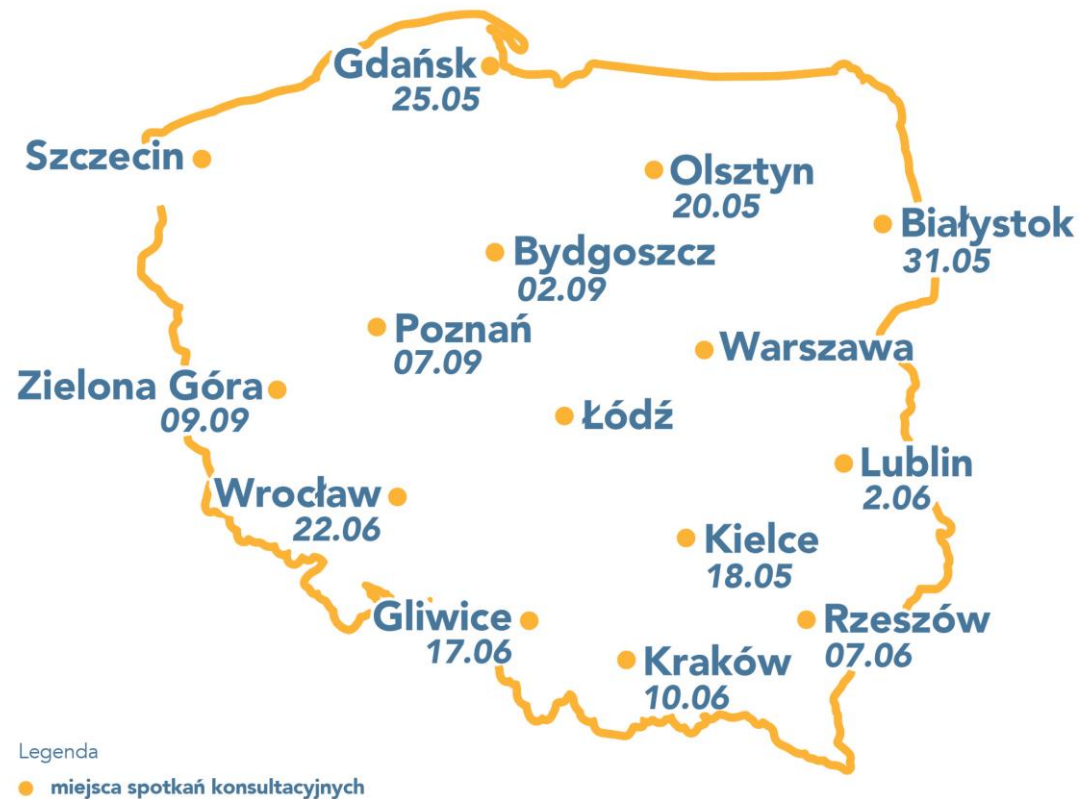 Gdańsk
25.05
Szczecin
Olsztyn
20.05
Białystok
31.05
Bydgoszcz
02.09
Poznań
07.09
Warszawa
Zielona Góra
09.09
Łódź
Lublin
2.06
Wrocław
22.06
Kielce
18.05
Gliwice
17.06
Rzeszów
07.06
Kraków
10.06
Legenda
miejsca spotkań konsultacyjnych